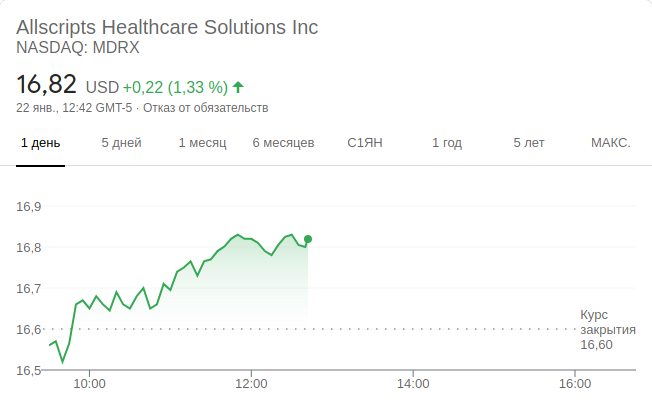 Allscripts Healthcare Solutions Inc
NASDAQ: MDRX
16,82 USD +0,22 (1,33 %)
22 янв., 12:42 GMT-5 · Отказ от обязательств
1 день 5 дней 1 месяц 6 месяцев С1ЯН 1 год 5 лет МАКС.
16,9
16,8
16,7
16,6
16,5
Курс
закрытия
16,60
10:00 12:00 14:00 16:00